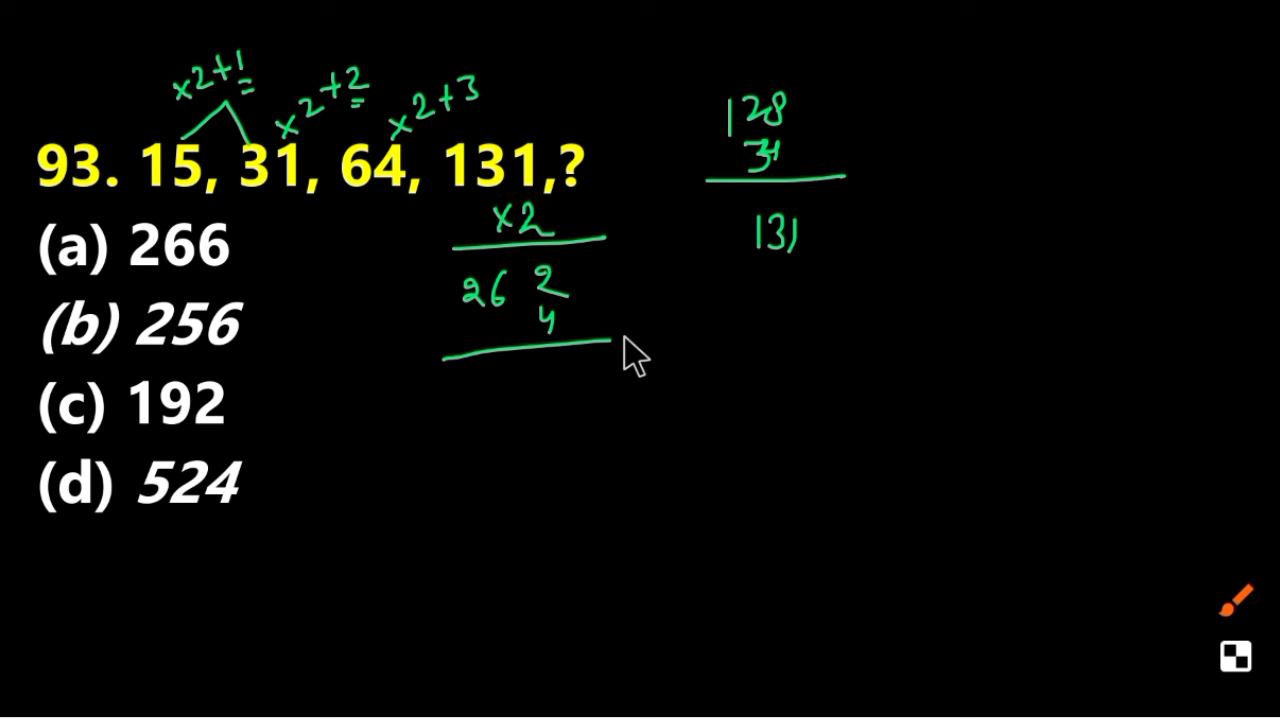 x2+1 x2+2 x2+3
93. 15, 31, 64, 131,?
(a) 266
(b) 256
(c) 192
(d) 524
x2
262
4
128
131